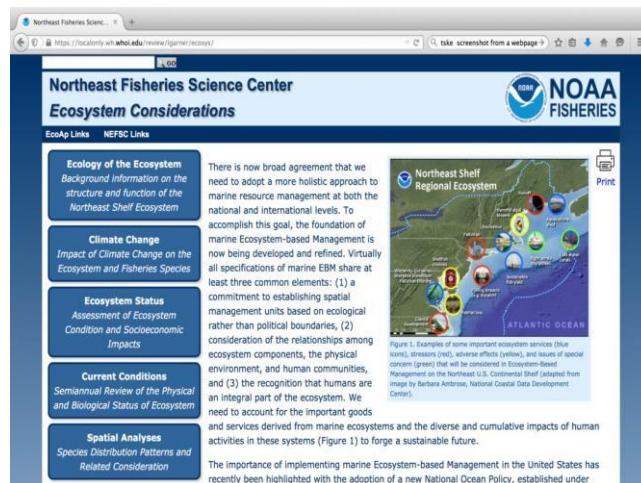 Northeast Fisheries Scienc...
https://localonly.wh.whoi.edu/review/lgarner/ecosys/
tske screenshot from a webpage
GO
Northeast Fisheries Science Center
Ecosystem Considerations
NOAA
FISHERIES
EcoAp Links NEFSC Links
Ecology of the Ecosystem
Background information on the
structure and function of the
Northeast Shelf Ecosystem
Climate Change
Impact of Climate Change on the
Ecosystem and Fisheries Species
Ecosystem Status
Assessment of Ecosystem
Condition and Socioeconomic
Impacts
Current Conditions
Semiannual Review of the Physical
and Biological Status of Ecosystem
Spatial Analyses
Species Distribution Patterns and
Related Consideration
There is now broad agreement that we
need to adopt a more holistic approach to
marine resource management at both the
national and international levels. To
accomplish this goal, the foundation of
marine Ecosystem-based Management is
now being developed and refined. Virtually
all specifications of marine EBM share at
least three common elements: (1) a
commitment to establishing spatial
management units based on ecological
rather than political boundaries, (2)
consideration of the relationships among
ecosystem components, the physical
environment, and human communities,
and (3) the recognition that humans are
an integral part of the ecosystem. We
need to account for the important goods
and services derived from marine ecosystems and the diverse and cumulative impacts of human
activities in these systems (Figure 1) to forge a sustainable future.
The importance of implementing marine Ecosystem-based Management in the United States has
recently been highlighted with the adoption of a new National Ocean Policy, established under
Northeast Shelf
Regional Ecosystem
ATLANTIC OCEAN
Figure 1. Examples of some important ecosystem services (blue
icons), stressors (red), adverse effects (yellow), and issues of special
concern (green) that will be considered in Ecosystem-Based
Management on the Northeast U.S. Continental Shelf (adapted from
image by Barbara Ambrose, National Coastal Data Development
Center).
Print